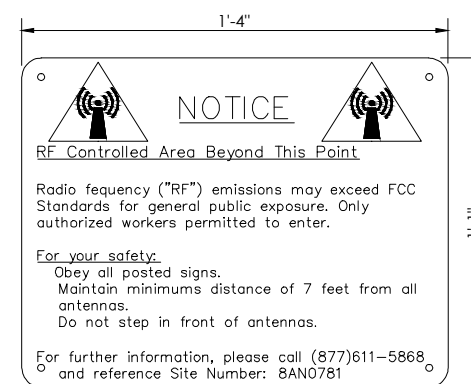 1'-4"
NOTICE
RF Controlled Area Beyond This Point
Radio fequency ("RF") emissions may exceed FCC
Standards for general public exposure. Only
authorized workers permitted to enter.
For your safety:
Obey all posted signs.
Maintain minimums distance of 7 feet from all
antennas.
Do not step in front of antennas.
For further information, please call (877)611-5868
and reference Site Number: 8AN0781